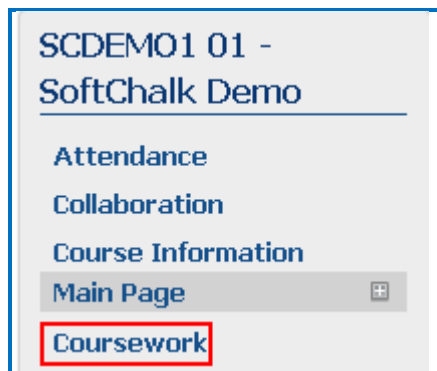 SCDEMO1 01 -
SoftChalk Demo
Attendance
Collaboration
Course Information
Main Page
Coursework